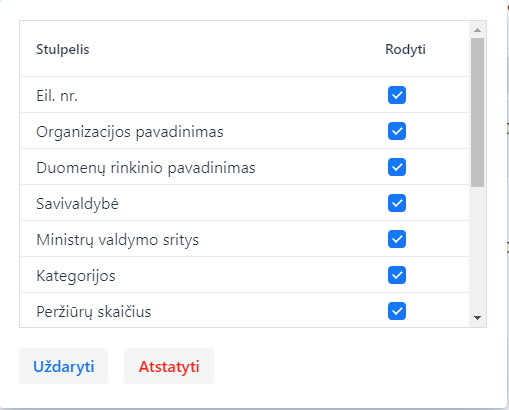 Stulpelis Rodyti
Eil. nr.
Organizacijos pavadinimas
Duomenų rinkinio pavadinimas
Savivaldybė
Ministrų valdymo sritys
Kategorijos
Peržiūrų skaičius
Uždaryti Atstatyti